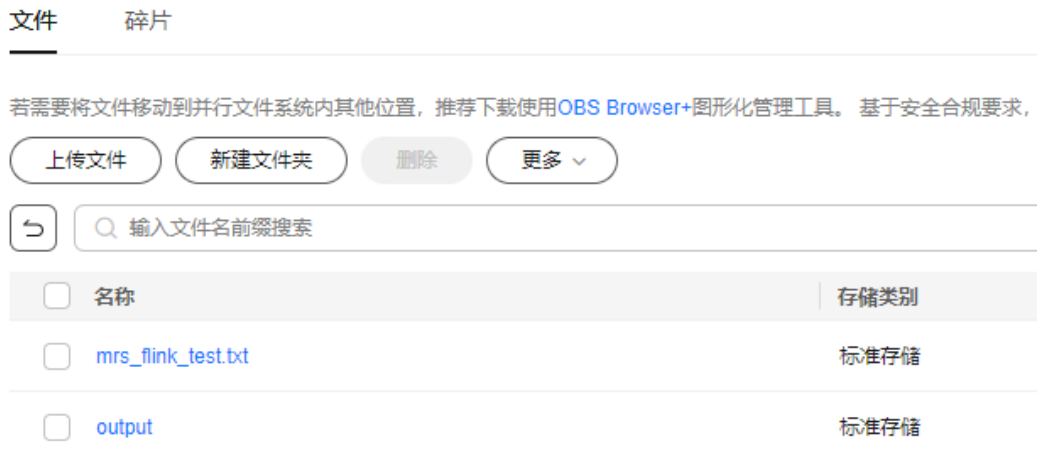 文件 碎片
若需要将文件移动到并行文件系统内其他位置，推荐下载使用OBS Browser+图形化管理工具。 基于安全合规要求，
上传文件 新建文件夹 删除 更多
输入文件名前缀搜索
名称 存储类别
mrs_flink_test.txt 标准存储
output 标准存储